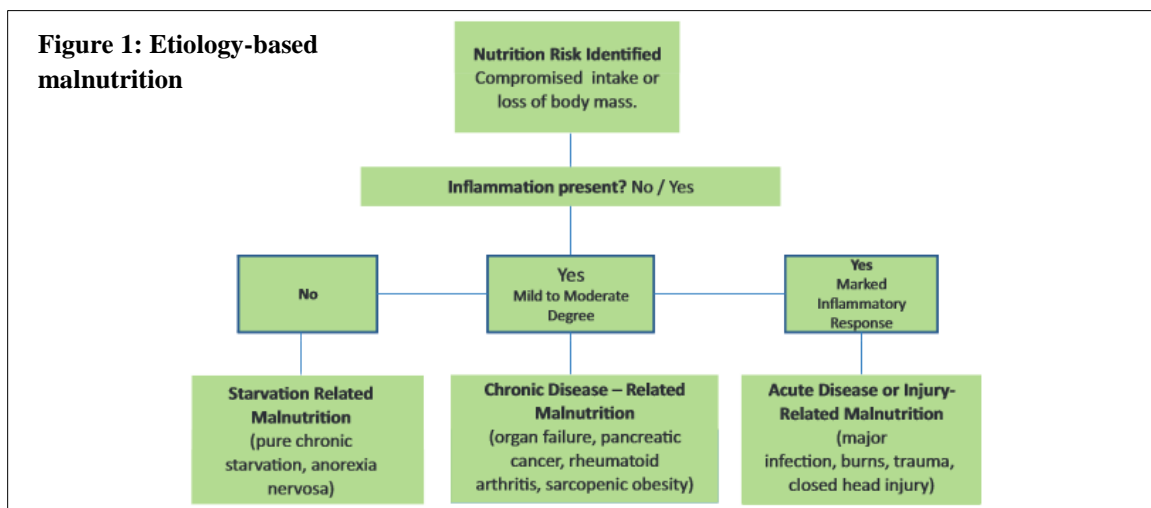 Figure 1: Etiology-based
malnutrition
Nutrition Risk Identified
Compromised intake or
loss of body mass.
Inflammation present? No / Yes
No
Yes
Mild to Moderate
Degree
Yes
Marked
Inflammatory
Response
Starvation Related
Malnutrition
(pure chronic
starvation, anorexia
nervosa)
Chronic Disease – Related
Malnutrition
(organ failure, pancreatic
cancer, rheumatoid
arthritis, sarcopenic obesity)
Acute Disease or Injury-
Related Malnutrition
(major
infection, burns, trauma,
closed head injury)